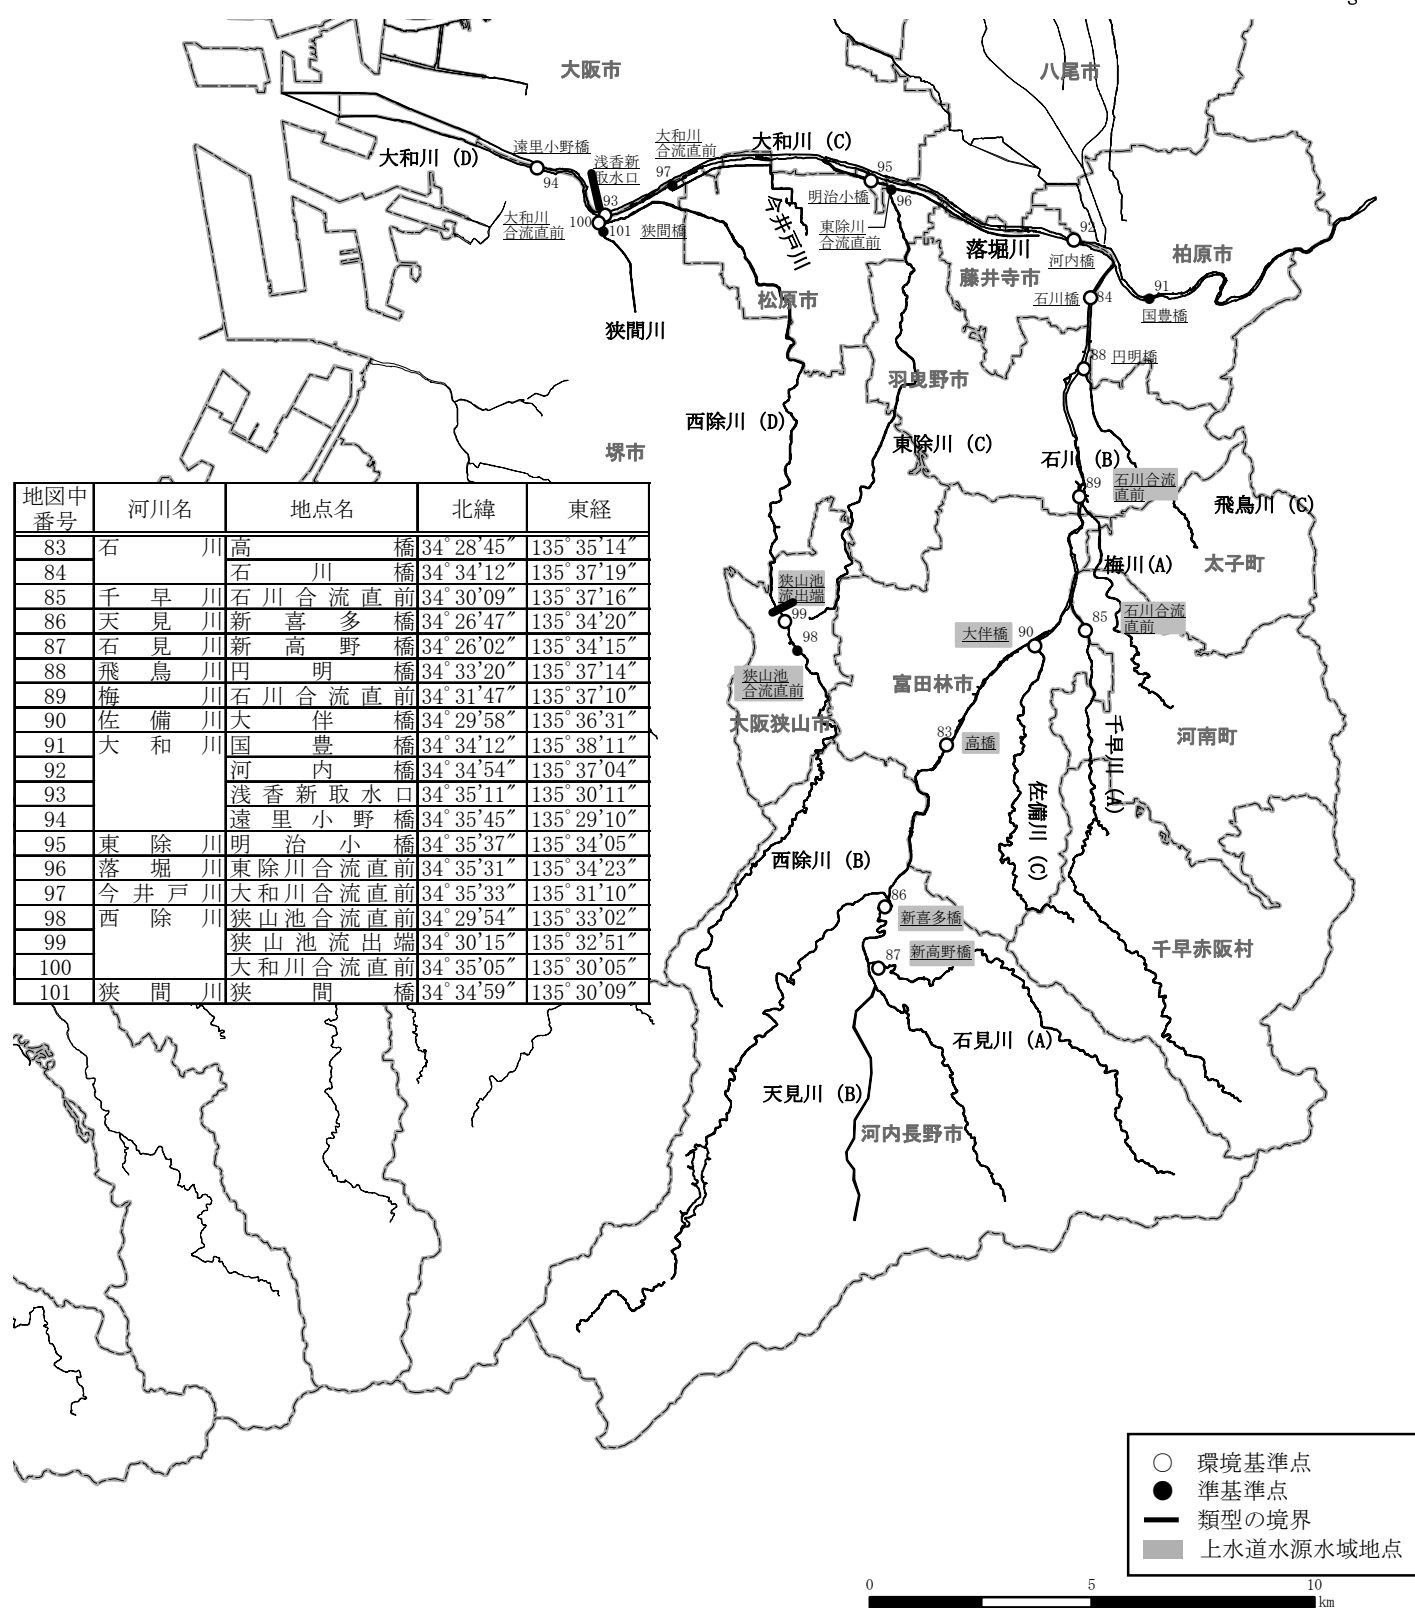 s
大阪市
八尾市
大和川 (D)
遠里小野橋
94
浅香新
取水口
93
大和川
合流直前
97
大和川 (C)
95
明治小橋
96
東除川
合流直前
今井戸川
大和川
合流直前
100
101
狭間橋
狭間川
松原市
落堀川
藤井寺市
92
河内橋
柏原市
91
国豊橋
石川橋
84
88
円明橋
羽曳野市
西除川 (D)
東除川 (C)
堺市
石川 (B)
89
石川合流
直前
飛鳥川 (C)
梅川(A)
太子町
狭山池
流出端
99
98
狭山池
合流直前
大阪狭山市
大伴橋
90
85
石川合流
直前
富田林市
83
高橋
千早川 (A)
河南町
佐備川 (C)
西除川 (B)
86
新喜多橋
87
新高野橋
千早赤阪村
石見川 (A)
天見川 (B)
河内長野市
地図中番号 河川名 地点名 北緯 東経
83 石川 高橋 34°28′45″ 135°35′14″
84 石川橋 34°34′12″ 135°37′19″
85 千早川 石川合流直前 34°30′09″ 135°37′16″
86 天見川 新喜多橋 34°26′47″ 135°34′20″
87 石見川 新高野橋 34°26′02″ 135°34′15″
88 飛鳥川 円明橋 34°33′20″ 135°37′14″
89 梅川 石川合流直前 34°31′47″ 135°37′10″
90 佐備川 大伴橋 34°29′58″ 135°36′31″
91 大和川 国豊橋 34°34′12″ 135°38′11″
92 河内橋 34°34′54″ 135°37′04″
93 浅香新取水口 34°35′11″ 135°30′11″
94 遠里小野橋 34°35′45″ 135°29′10″
95 東除川 明治小橋 34°35′37″ 135°34′05″
96 落堀川 東除川合流直前 34°35′31″ 135°34′23″
97 今井戸川 大和川合流直前 34°35′33″ 135°31′10″
98 西除川 狭山池合流直前 34°29′54″ 135°33′02″
99 狭山池流出端 34°30′15″ 135°32′51″
100 大和川合流直前 34°35′05″ 135°30′05″
101 狭間川 狭間橋 34°34′59″ 135°30′09″
○ 環境基準点
● 準基準点
類型の境界
上水道水源水域地点
0 5 10
km